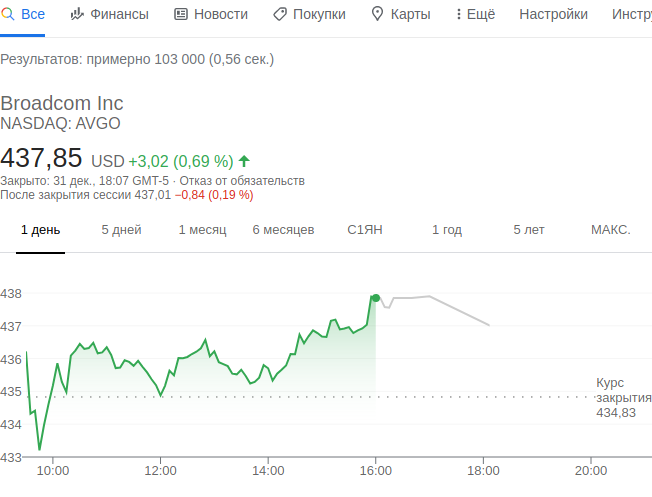 Все Финансы Новости Покупки Карты Ещё Настройки Инстру
Результатов: примерно 103 000 (0,56 сек.)
Broadcom Inc
NASDAQ: AVGO
437,85 USD +3,02 (0,69 %)
Закрыто: 31 дек., 18:07 GMT-5 · Отказ от обязательств
После закрытия сессии 437,01 −0,84 (0,19 %)
1 день 5 дней 1 месяц 6 месяцев С1ЯН 1 год 5 лет МАКС.
438
437
436
435
434
433
Курс
закрытия
434,83
10:00 12:00 14:00 16:00 18:00 20:00